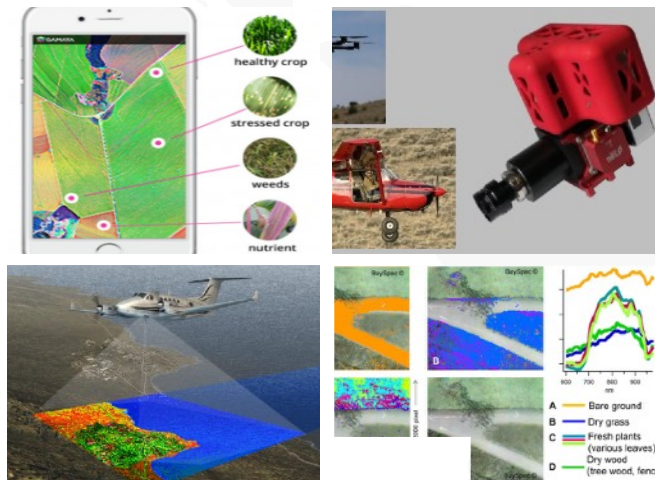 GAMAYA
healthy crop
stressed crop
weeds
nutrient
BaySpec ©
BaySpec ©
B
600 700 800 900
nm
A Bare ground
B Dry grass
C Fresh plants
(various leaves)
D Dry wood
(tree wood, fenc
BaySpec ©